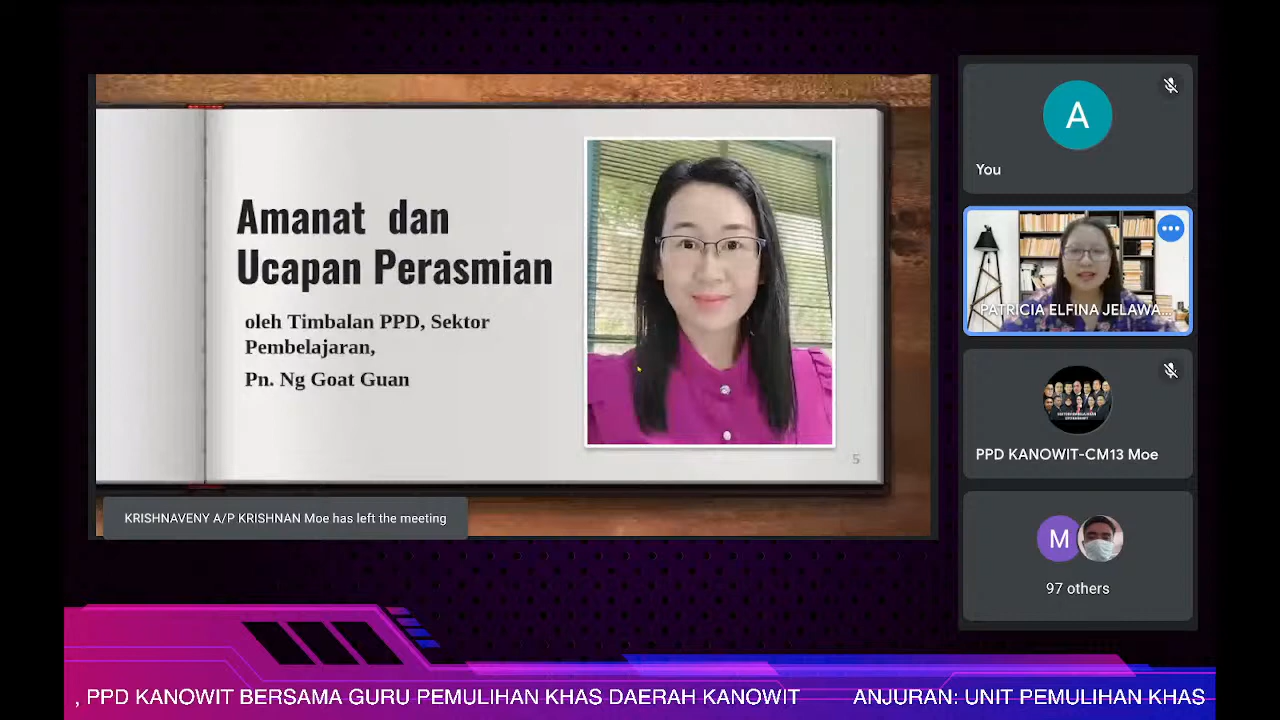 Amanat dan
Ucapan Perasmian
oleh Timbalan PPD, Sektor
Pembelajaran,
Pn. Ng Goat Guan
5
KRISHNAVENY A/P KRISHNAN Moe has left the meeting
A
You
PATRICIA ELFINA JELAWA...
PPD KANOWIT-CM13 Moe
M
97 others
, PPD KANOWIT BERSAMA GURU PEMULIHAN KHAS DAERAH KANOWIT ANJURAN: UNIT PEMULIHAN KHAS